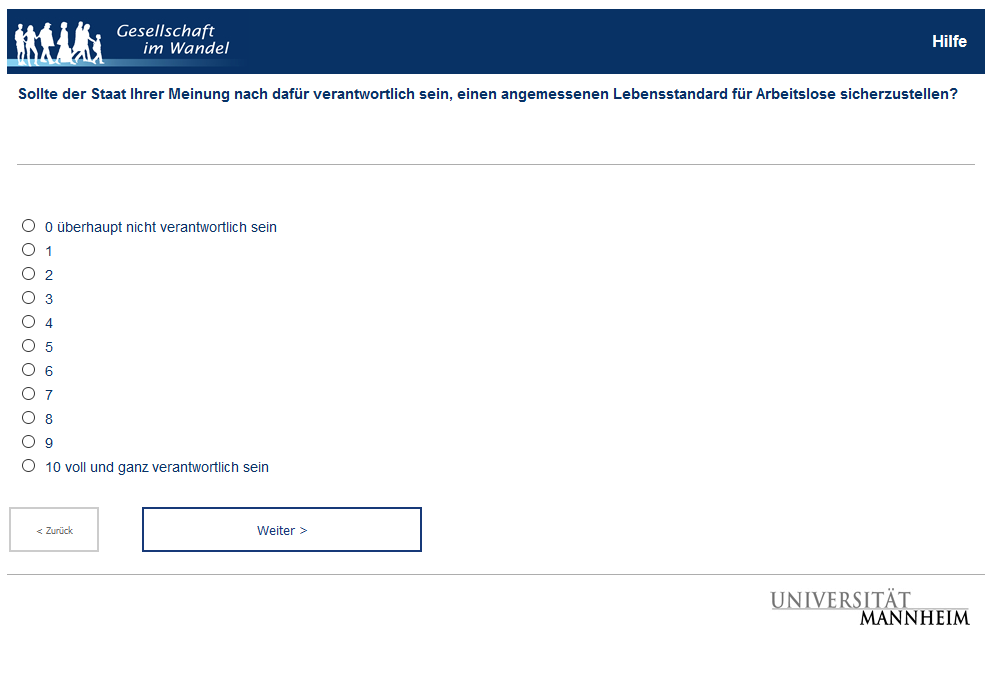 Gesellschaft
im Wandel
Hilfe
Sollte der Staat Ihrer Meinung nach dafür verantwortlich sein, einen angemessenen Lebensstandard für Arbeitslose sicherzustellen?
0 überhaupt nicht verantwortlich sein
1
2
3
4
5
6
7
8
9
10 voll und ganz verantwortlich sein
< Zurück
Weiter >
UNIVERSITÄT
MANNHEIM